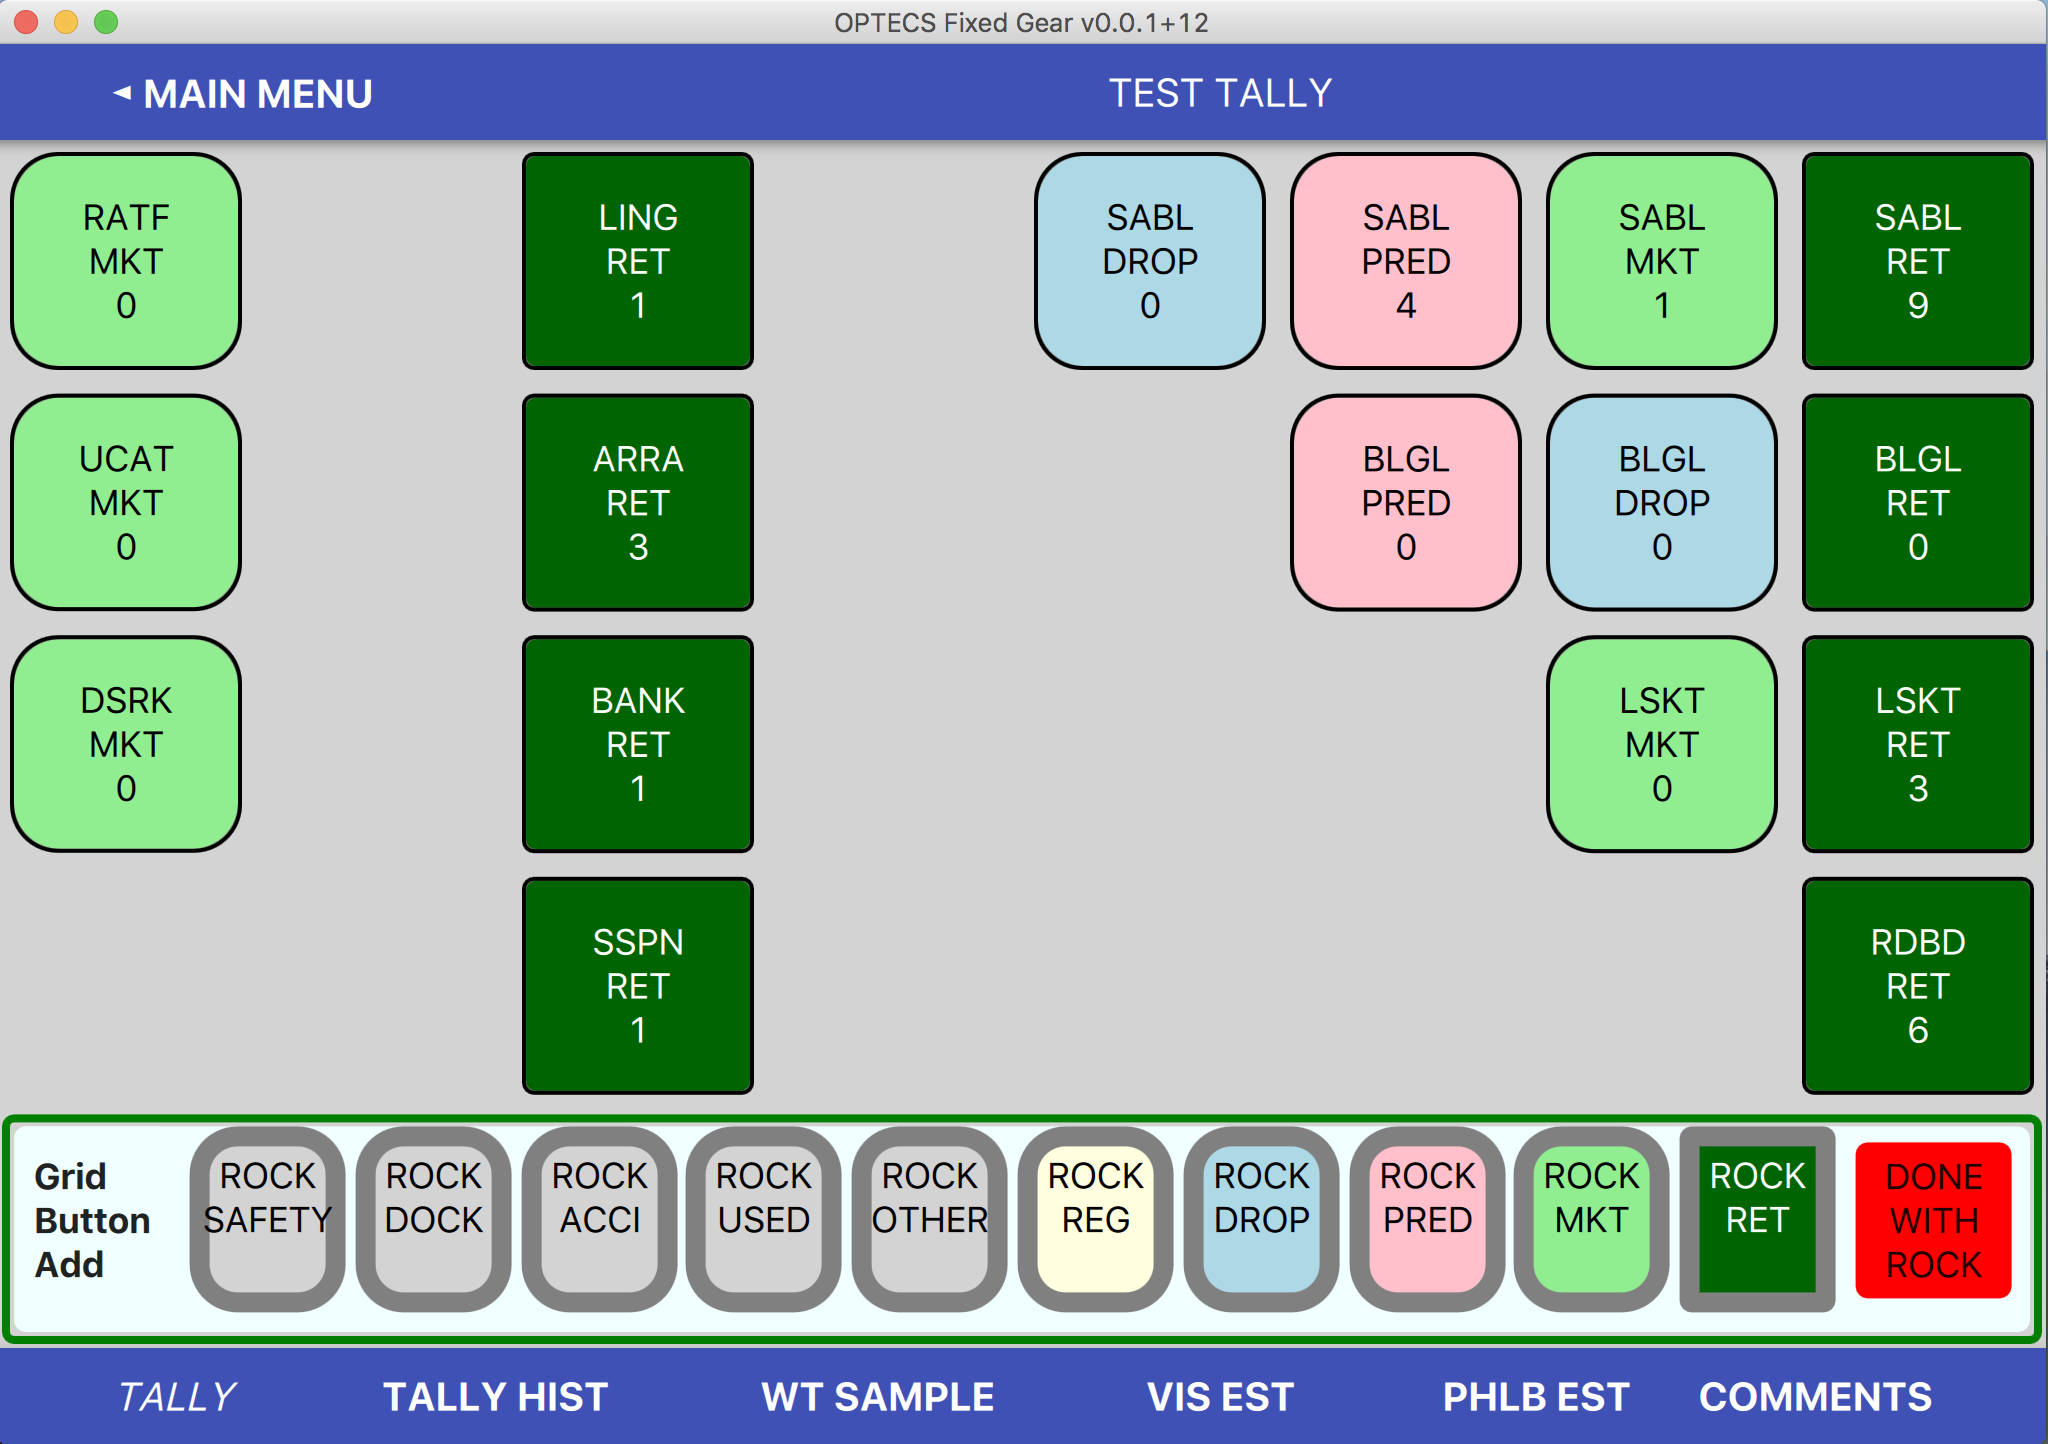 OPTECS Fixed Gear v0.0.1+12
◄ MAIN MENU
TEST TALLY
RATF
MKT
0
LING
RET
1
SABL
DROP
0
SABL
PRED
4
SABL
MKT
1
SABL
RET
9
UCAT
MKT
0
ARRA
RET
3
BLGL
PRED
0
BLGL
DROP
0
BLGL
RET
0
DSRK
MKT
0
BANK
RET
1
LSKT
MKT
0
LSKT
RET
3
SSPN
RET
1
RDBD
RET
6
Grid
Button
Add
ROCK
SAFETY
ROCK
DOCK
ROCK
ACCI
ROCK
USED
ROCK
OTHER
ROCK
REG
ROCK
DROP
ROCK
PRED
ROCK
MKT
ROCK
RET
DONE
WITH
ROCK
TALLY
TALLY HIST
WT SAMPLE
VIS EST
PHLB EST
COMMENTS